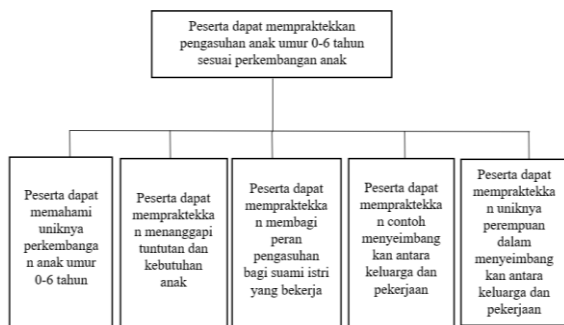 Peserta dapat mempraktekkan
pengasuhan anak umur 0-6 tahun
sesuai perkembangan anak
Peserta dapat
memahami
uniknya
perkembanga
n anak umur
0-6 tahun
Peserta dapat
mempraktekka
n menanggapi
tuntutan dan
kebutuhan
anak
Peserta dapat
mempraktekka
n membagi
peran
pengasuhan
bagi suami istri
yang bekerja
Peserta dapat
mempraktekka
n contoh
menyeimbang
kan antara
keluarga dan
pekerjaan
Peserta dapat
mempraktekka
n uniknya
perempuan
dalam
menyeimbang
kan antara
keluarga dan
pekerjaan